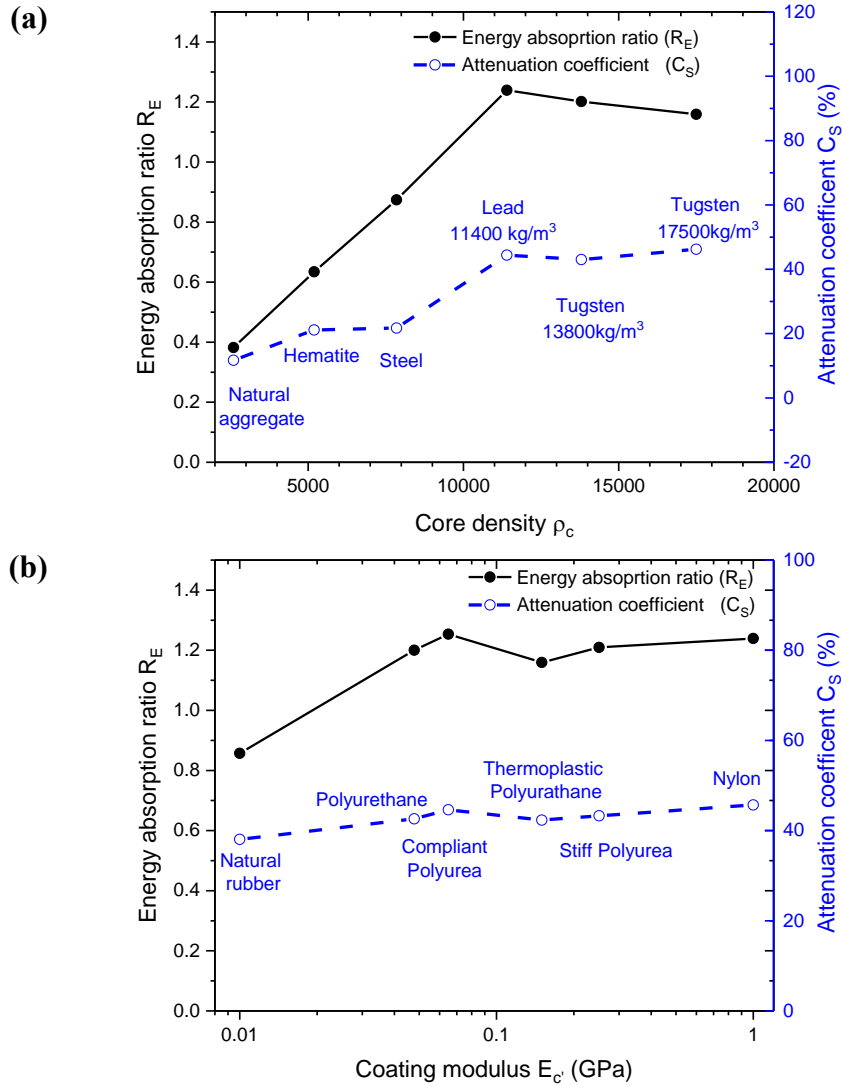 (a)
Energy absoprtion ratio (R_E)
Attenuation coefficient (C_S)
Energy absorption ratio R_E
1.4
1.2
1.0
0.8
0.6
0.4
0.2
0.0
Attenuation coefficent C_S (%)
120
100
80
60
40
20
0
-20
Natural
aggregate
Hematite
Steel
Lead
11400 kg/m³
Tugsten
13800kg/m³
Tugsten
17500kg/m³
5000
10000
15000
20000
Core density ρ_c
(b)
Energy absoprtion ratio (R_E)
Attenuation coefficient (C_S)
Energy absorption ratio R_E
1.4
1.2
1.0
0.8
0.6
0.4
0.2
0.0
Attenuation coefficent C_S (%)
100
80
60
40
20
0
Natural
rubber
Polyurethane
Compliant
Polyurea
Thermoplastic
Polyurathane
Stiff Polyurea
Nylon
0.01
0.1
1
Coating modulus E_c' (GPa)